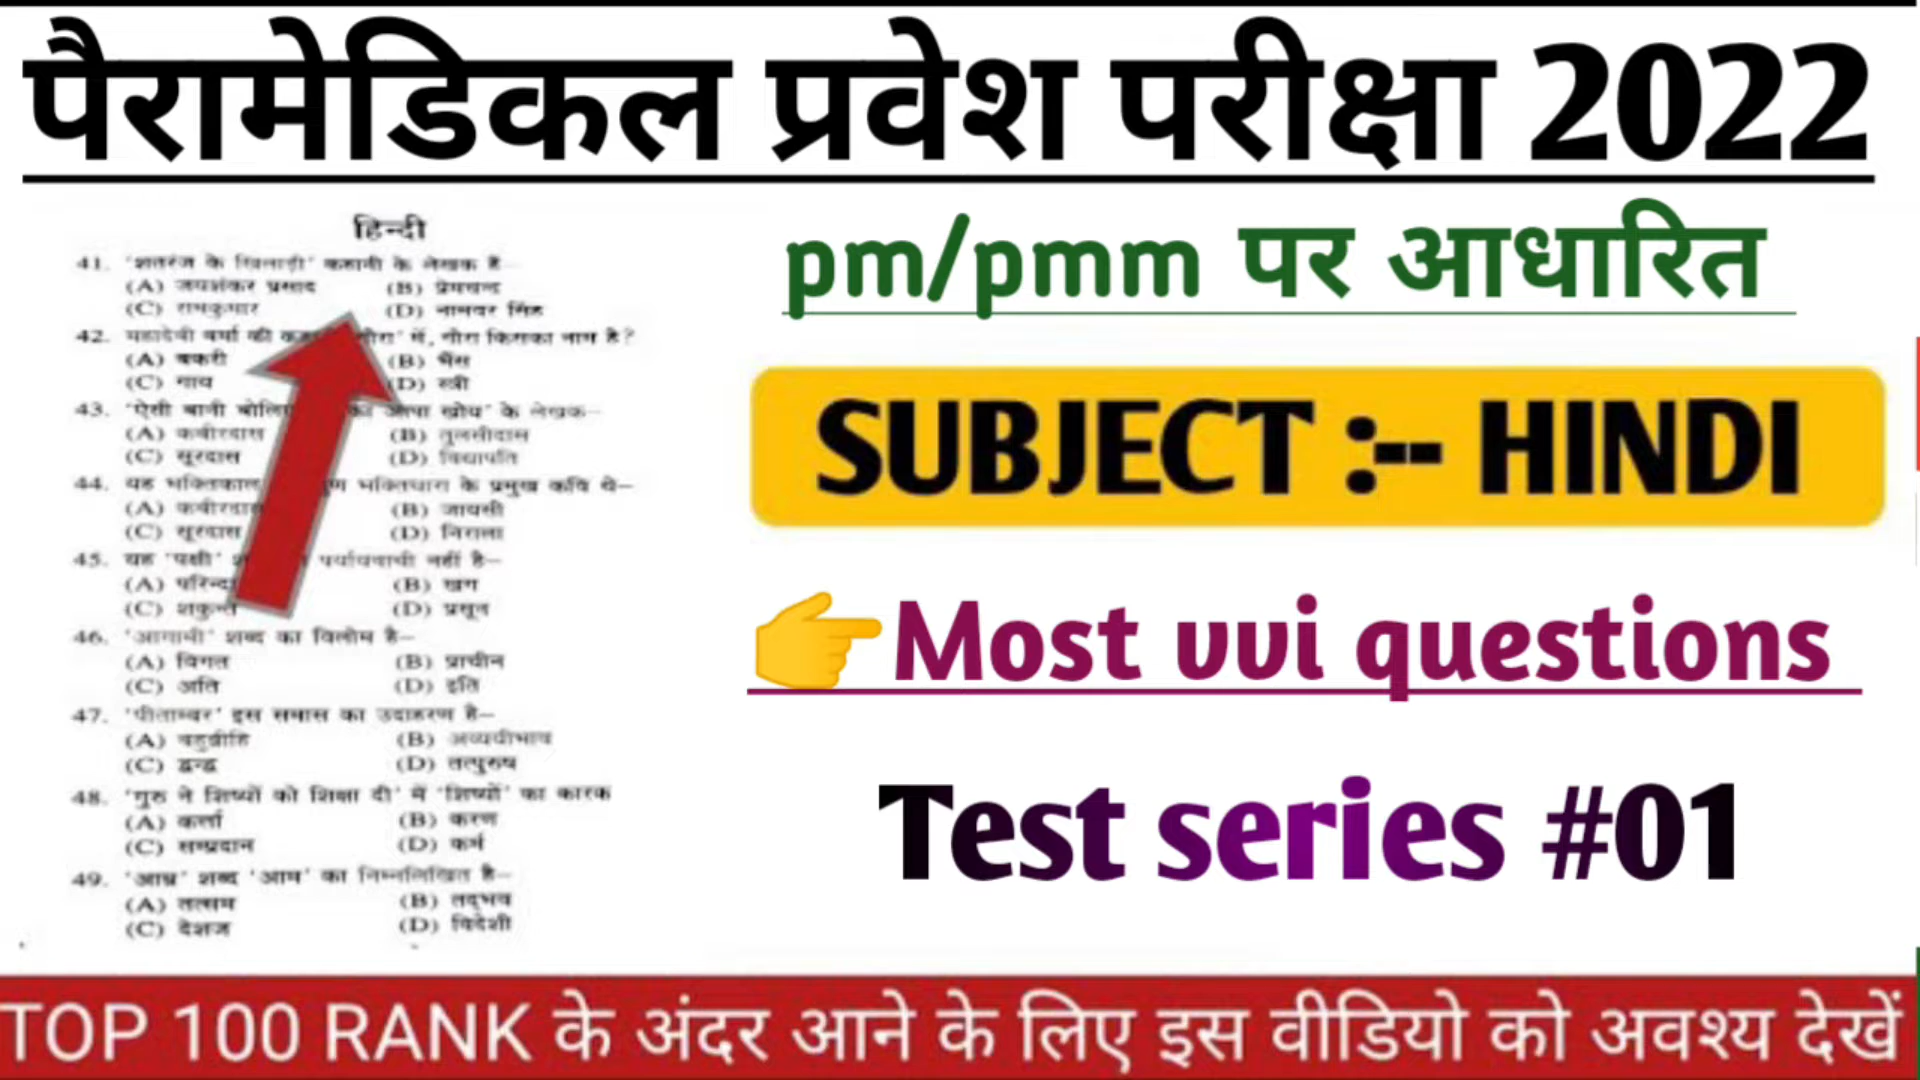 पैरामेडिकल प्रवेश परीक्षा 2022
हिन्दी
41. 'शतरंज के खिलाड़ी' कहानी के लेखक है–
(A) जयशंकर प्रसाद (B) प्रेमचन्द
(C) रामकुमार (D) नामवर सिंह
42. महादेवी वर्मा की में, गौरा किसका नाम है?
(A) बकरी (B) भैंस
(C) गाय (D) स्त्री
43. 'ऐसी बानी खोय' के लेखक–
(A) कबीरदास (B) तुलसीदास
(C) सूरदास (D) विद्यापति
44. यह भक्तिकाल भक्तिधारा के प्रमुख कवि थे–
(A) कबीरदास (B) जायसी
(C) सूरदास (D) निराला
45. यह 'पक्षी' पर्यायवाची नहीं है–
(A) (B) खग
(C) शकुन्त (D) प्रसून
46. 'आगामी' शब्द का विलोम है–
(A) विगत (B) प्राचीन
(C) अति (D) इति
47. 'पीताम्बर' इस समास का उदाहरण है–
(A) बहुव्रीहि (B) अव्ययीभाव
(C) द्वन्द्व (D) तत्पुरुष
48. 'गुरु ने शिष्यों को शिक्षा दी' में 'शिष्यों' का कारक
(A) कर्ता (B) करण
(C) सम्प्रदान (D) कर्म
49. 'आम्र' शब्द 'आम' का निम्नलिखित है–
(A) तत्सम (B) तद्भव
(C) देशज (D) विदेशी
pm/pmm पर आधारित
SUBJECT :-- HINDI
👉Most vvi questions
Test series #01
TOP 100 RANK के अंदर आने के लिए इस वीडियो को अवश्य देखें